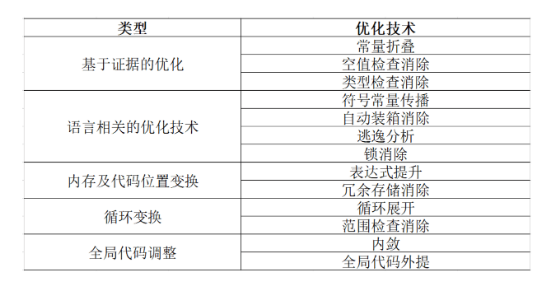 类型 优化技术
常量折叠
基于证据的优化 空值检查消除
类型检查消除
符号常量传播
自动装箱消除
语言相关的优化技术
逃逸分析
锁消除
表达式提升
内存及代码位置变换
冗余存储消除
循环展开
循环变换
范围检查消除
内敛
全局代码调整
全局代码外提